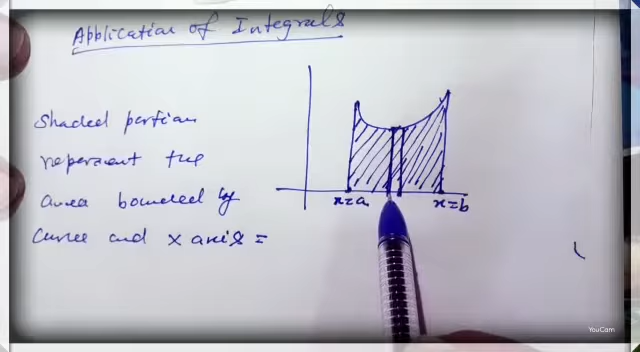 Application of Integrals
Shaded portion
represent the
area bounded by
curve and x axis =
x=a
x=b
YouCam